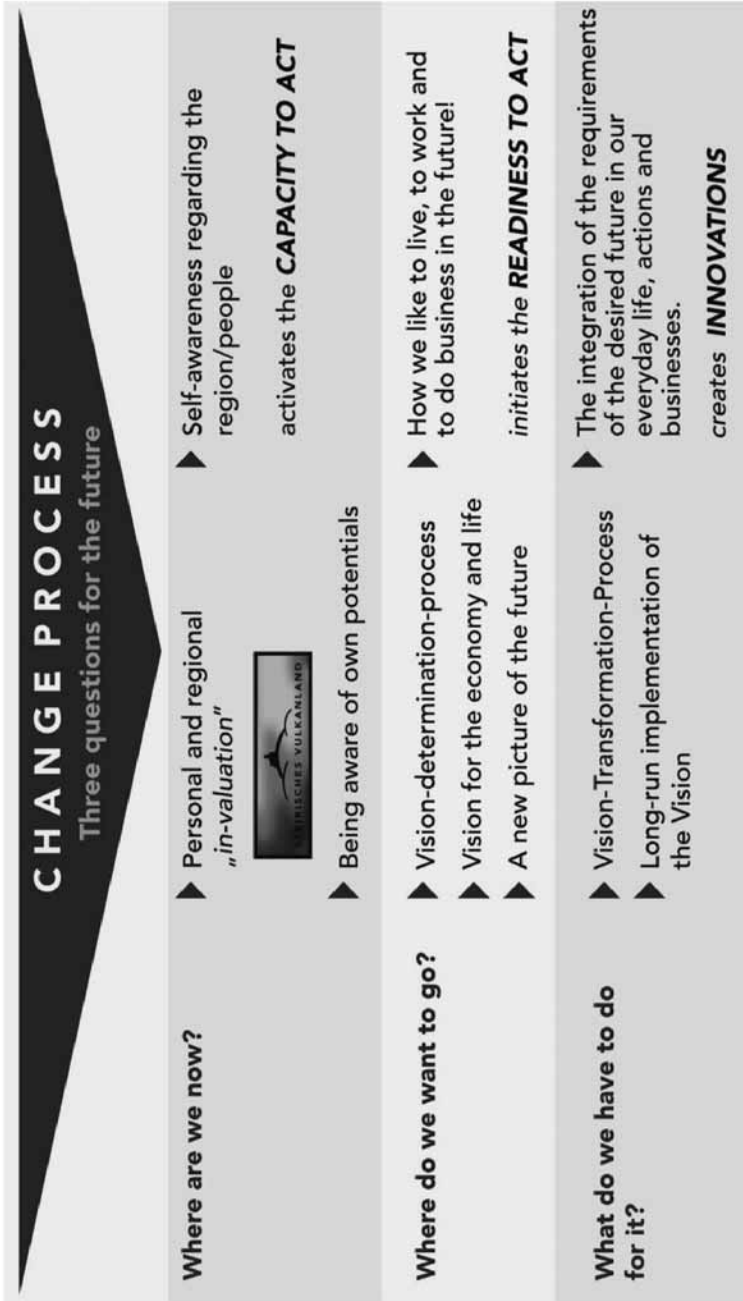 CHANGE PROCESS
Three questions for the future
Where are we now?
▶ Personal and regional
„in-valuation"
STEIRISCHES VULKANLAND
▶ Being aware of own potentials
▶ Self-awareness regarding the
region/people
activates the CAPACITY TO ACT
Where do we want to go?
▶ Vision-determination-process
▶ Vision for the economy and life
▶ A new picture of the future
▶ How we like to live, to work and
to do business in the future!
initiates the READINESS TO ACT
What do we have to do
for it?
▶ Vision-Transformation-Process
▶ Long-run implementation of
the Vision
▶ The integration of the requirements
of the desired future in our
everyday life, actions and
businesses.
creates INNOVATIONS